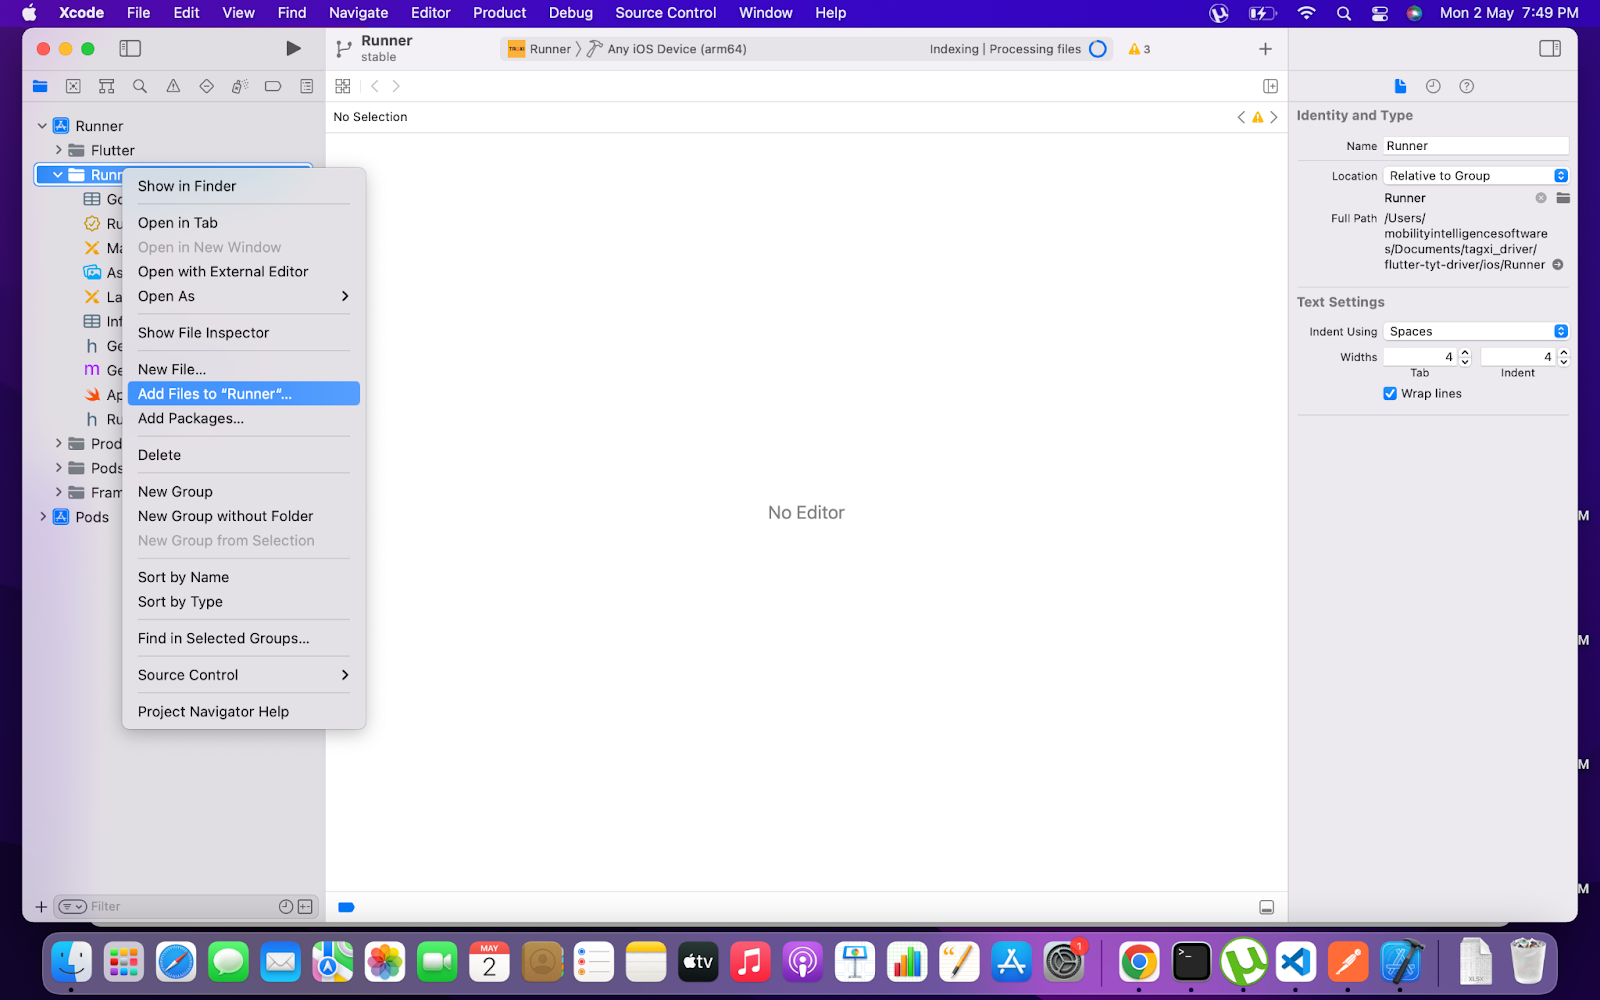 Xcode File Edit View Find Navigate Editor Product Debug Source Control Window Help Mon 2 May 7:49 PM
Runner
stable
Runner Any iOS Device (arm64) Indexing | Processing files 3
No Selection
Runner
Flutter
Runn
Go
Ru
Ma
As
La
Inf
Ge
Ge
Ap
Ru
Prod
Pods
Fram
Pods
Show in Finder
Open in Tab
Open in New Window
Open with External Editor
Open As
Show File Inspector
New File...
Add Files to “Runner”...
Add Packages...
Delete
New Group
New Group without Folder
New Group from Selection
Sort by Name
Sort by Type
Find in Selected Groups...
Source Control
Project Navigator Help
No Editor
Identity and Type
Name Runner
Location Relative to Group
Runner
Full Path /Users/
mobilityintelligencesoftware
s/Documents/tagxi_driver/
flutter-tyt-driver/ios/Runner
Text Settings
Indent Using Spaces
Widths 4 4
Tab Indent
Wrap lines
Filter
M
M
M
M
MAY
2
tv
1
XLSX